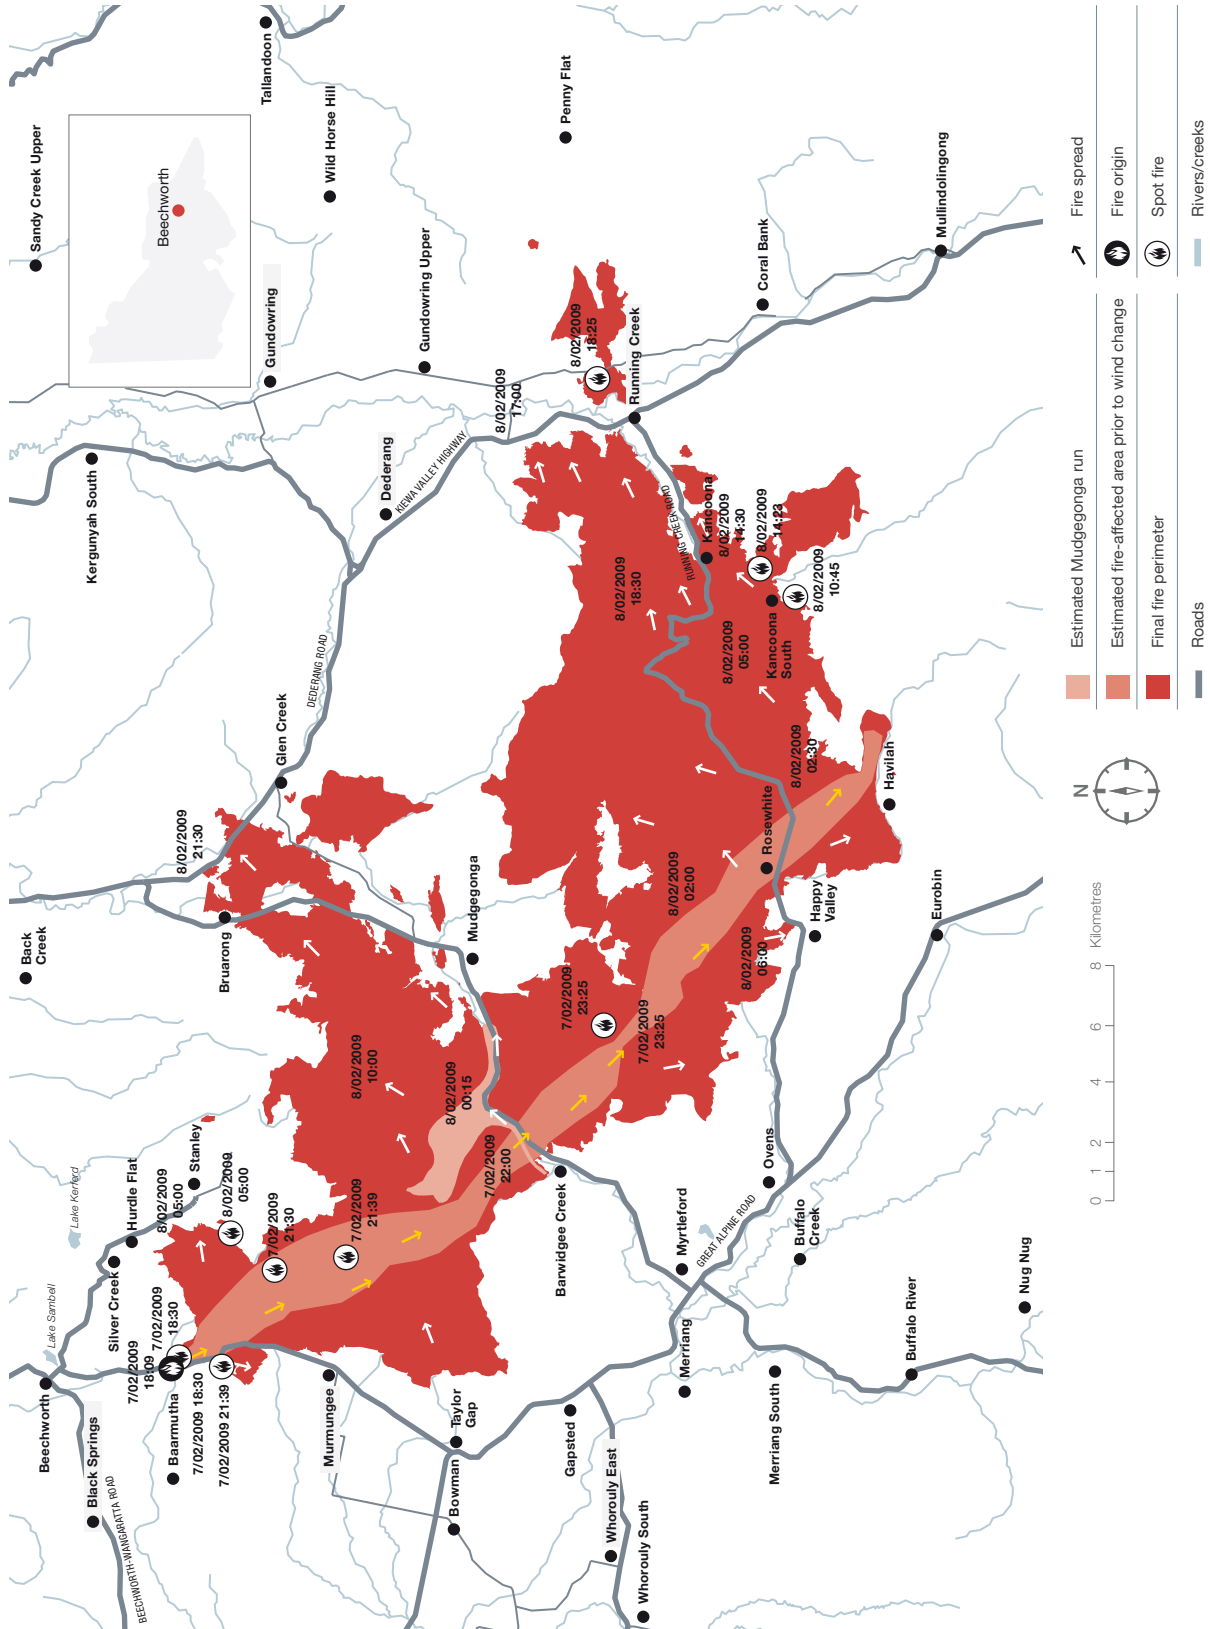 Beechworth
Sandy Creek Upper
Tallandoon
Wild Horse Hill
Penny Flat
Gundowring
Gundowring Upper
Kergunyah South
Dederang
KIEWA VALLEY HIGHWAY
8/02/2009
17:00
8/02/2009
18:25
Running Creek
Coral Bank
Mullindolingong
DEDERANG ROAD
Glen Creek
8/02/2009
21:30
Back
Creek
Bruarong
Mudgegonga
8/02/2009
18:30
RUNNING CREEK ROAD
Kancoona
8/02/2009
14:30
8/02/2009
14:23
8/02/2009
10:45
Kancoona
South
8/02/2009
05:00
8/02/2009
02:30
Havilah
Rosewhite
8/02/2009
02:00
Happy
Valley
8/02/2009
06:00
Eurobin
7/02/2009
23:25
7/02/2009
23:25
8/02/2009
10:00
8/02/2009
00:15
7/02/2009
22:00
Lake Kerferd
Hurdle Flat
Stanley
8/02/2009
05:00
8/02/2009
05:00
7/02/2009
21:30
7/02/2009
21:39
Barwidgee Creek
Ovens
Myrtleford
GREAT ALPINE ROAD
Buffalo
Creek
Nug Nug
Buffalo River
Lake Sambell
Silver Creek
7/02/2009
18:30
7/02/2009
18:09
Beechworth
Black Springs
BEECHWORTH-WANGARATTA ROAD
Baarmutha
7/02/2009 18:30
7/02/2009 21:39
Murmungee
Taylor
Gap
Bowman
Gapsted
Merriang
Merriang South
Whorouly East
Whorouly South
0 1 2 4 6 8 Kilometres
N
Estimated Mudgegonga run
Estimated fire-affected area prior to wind change
Final fire perimeter
Roads
Fire spread
Fire origin
Spot fire
Rivers/creeks